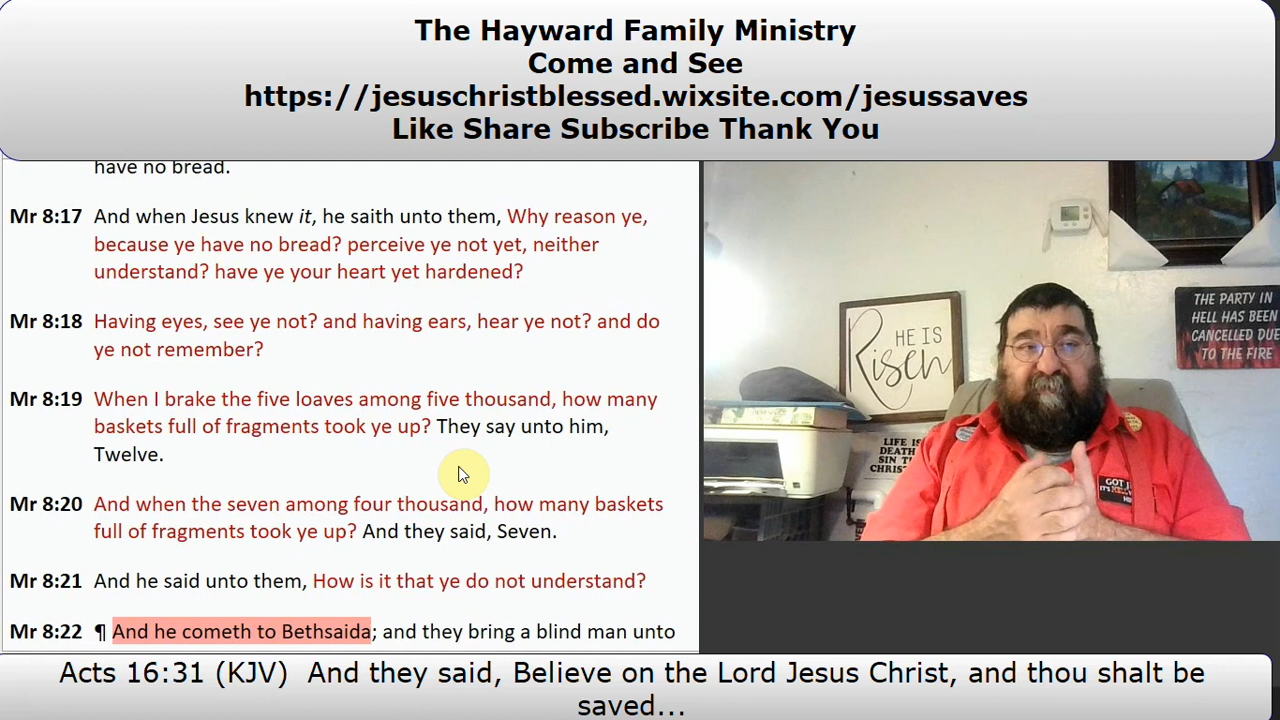 The Hayward Family Ministry
Come and See
https://jesuschristblessed.wixsite.com/jesussaves
Like Share Subscribe Thank You
have no bread.
Mr 8:17 And when Jesus knew it, he saith unto them, Why reason ye,
because ye have no bread? perceive ye not yet, neither
understand? have ye your heart yet hardened?
Mr 8:18 Having eyes, see ye not? and having ears, hear ye not? and do
ye not remember?
Mr 8:19 When I brake the five loaves among five thousand, how many
baskets full of fragments took ye up? They say unto him,
Twelve.
Mr 8:20 And when the seven among four thousand, how many baskets
full of fragments took ye up? And they said, Seven.
Mr 8:21 And he said unto them, How is it that ye do not understand?
Mr 8:22 ¶ And he cometh to Bethsaida; and they bring a blind man unto
HE IS
Risen
THE PARTY IN
HELL HAS BEEN
CANCELLED DUE
TO THE FIRE
LIFE IS
DEATH
SIN
CHRIST
GOT
Acts 16:31 (KJV) And they said, Believe on the Lord Jesus Christ, and thou shalt be
saved...